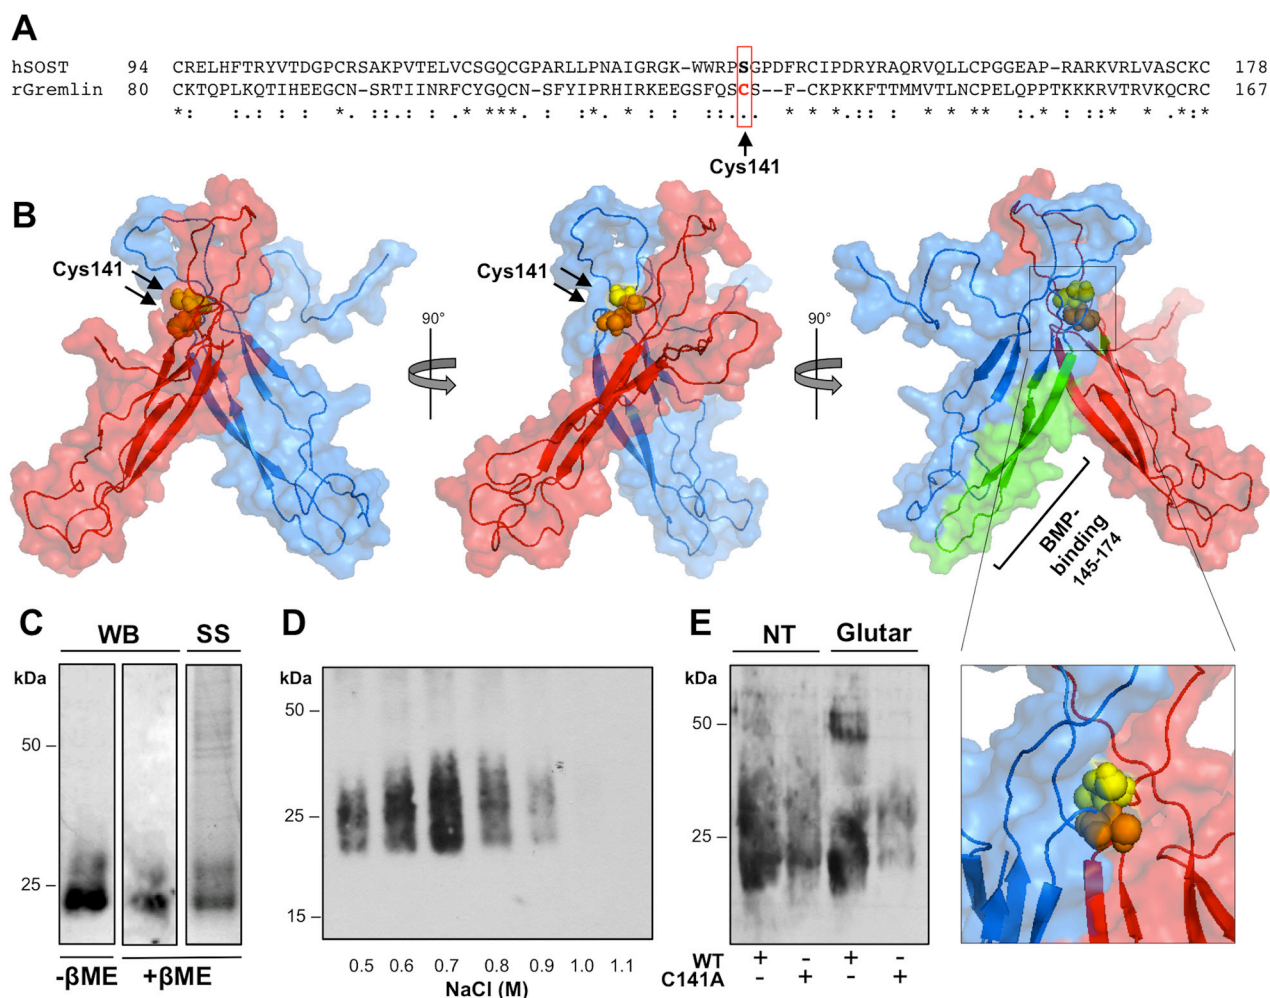 A
hSOST 94 CRELHFTRYVTDGPCRSAKPVTELVCSGQCGPARLLPNAIGRGK-WWRPSGPDFRCIPDRYRAQRVQLLCPGGEAP-RARKVRLVASCKC 178
rGremlin 80 CKTQPLKQTIHEEGCN-SRTIINRFCYGQCN-SFYIPRHIRKEEGSFQSCS--F-CKPKKFTTMMVTLNCPELQPPTKKKRVTRVKQCRC 167
Cys141
B
Cys141
90°
Cys141
90°
BMP-
binding
145-174
C
WB SS
kDa
50
25
-βME +βME
D
kDa
50
25
15
0.5 0.6 0.7 0.8 0.9 1.0 1.1
NaCl (M)
E
NT Glutar
kDa
50
25
WT + - + -
C141A - + - +